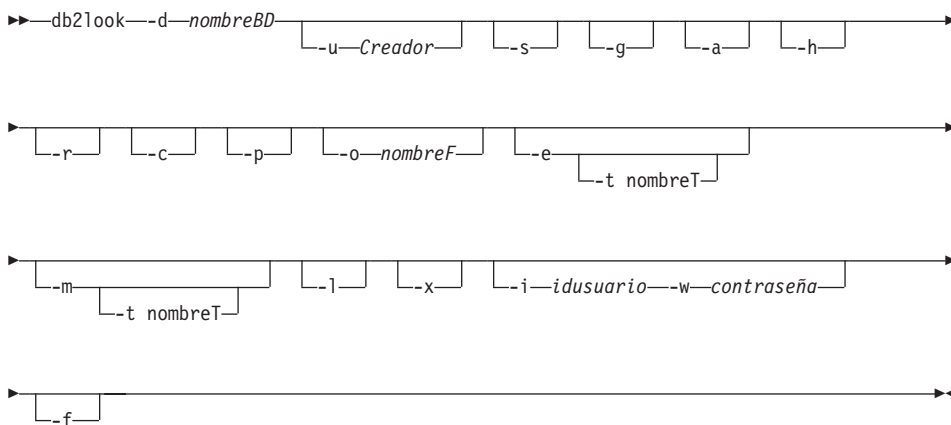 db2look -d nombreBD -u Creador -s -g -a -h
-r -c -p -o nombreF -e -t nombreT
-m -t nombreT -l -x -i idusuario -w contraseña
-f